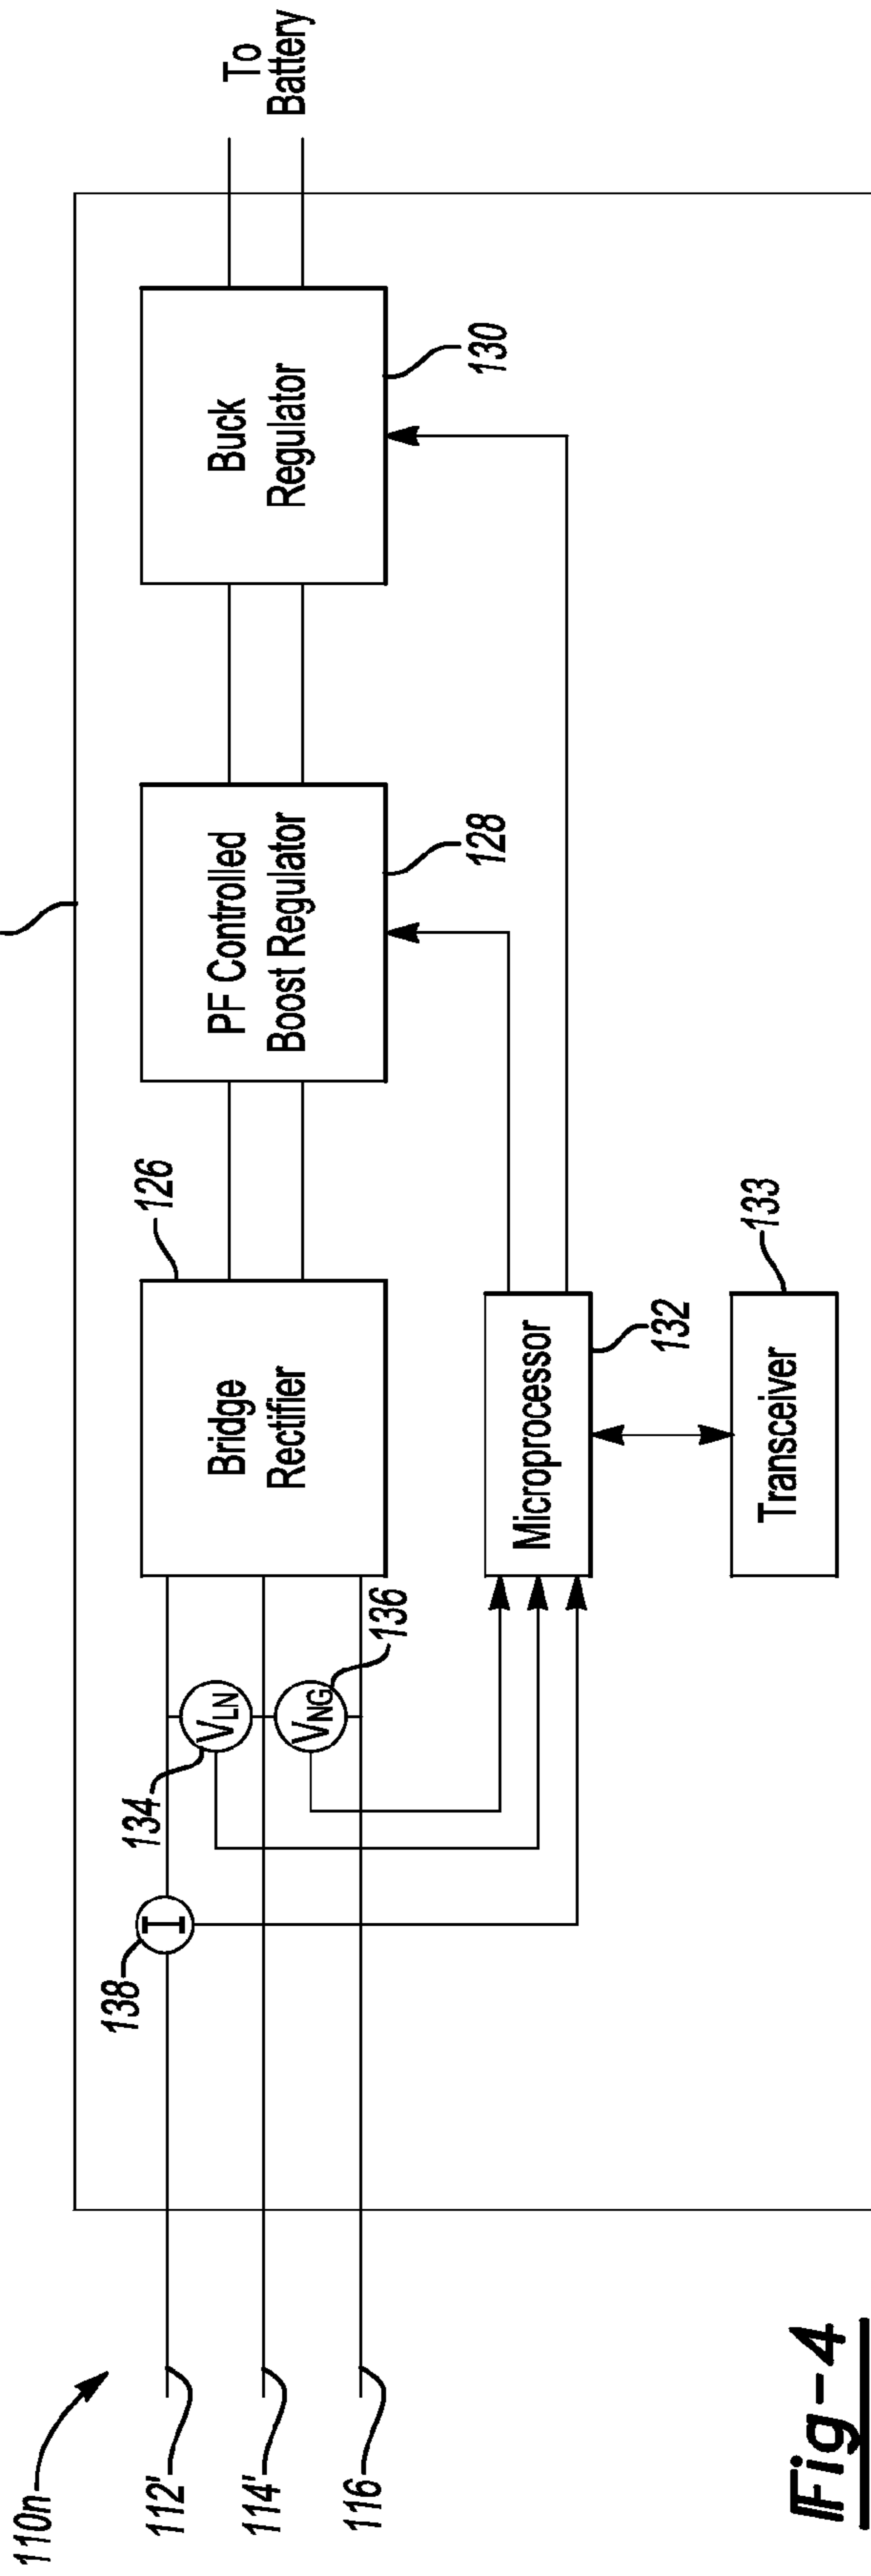 To
Battery
Buck
Regulator
130
PF Controlled
Boost Regulator
128
126
Bridge
Rectifier
Microprocessor
132
133
Transceiver
136
VLN
VNG
134
I
138
110n
112'
114'
116
Fig-4